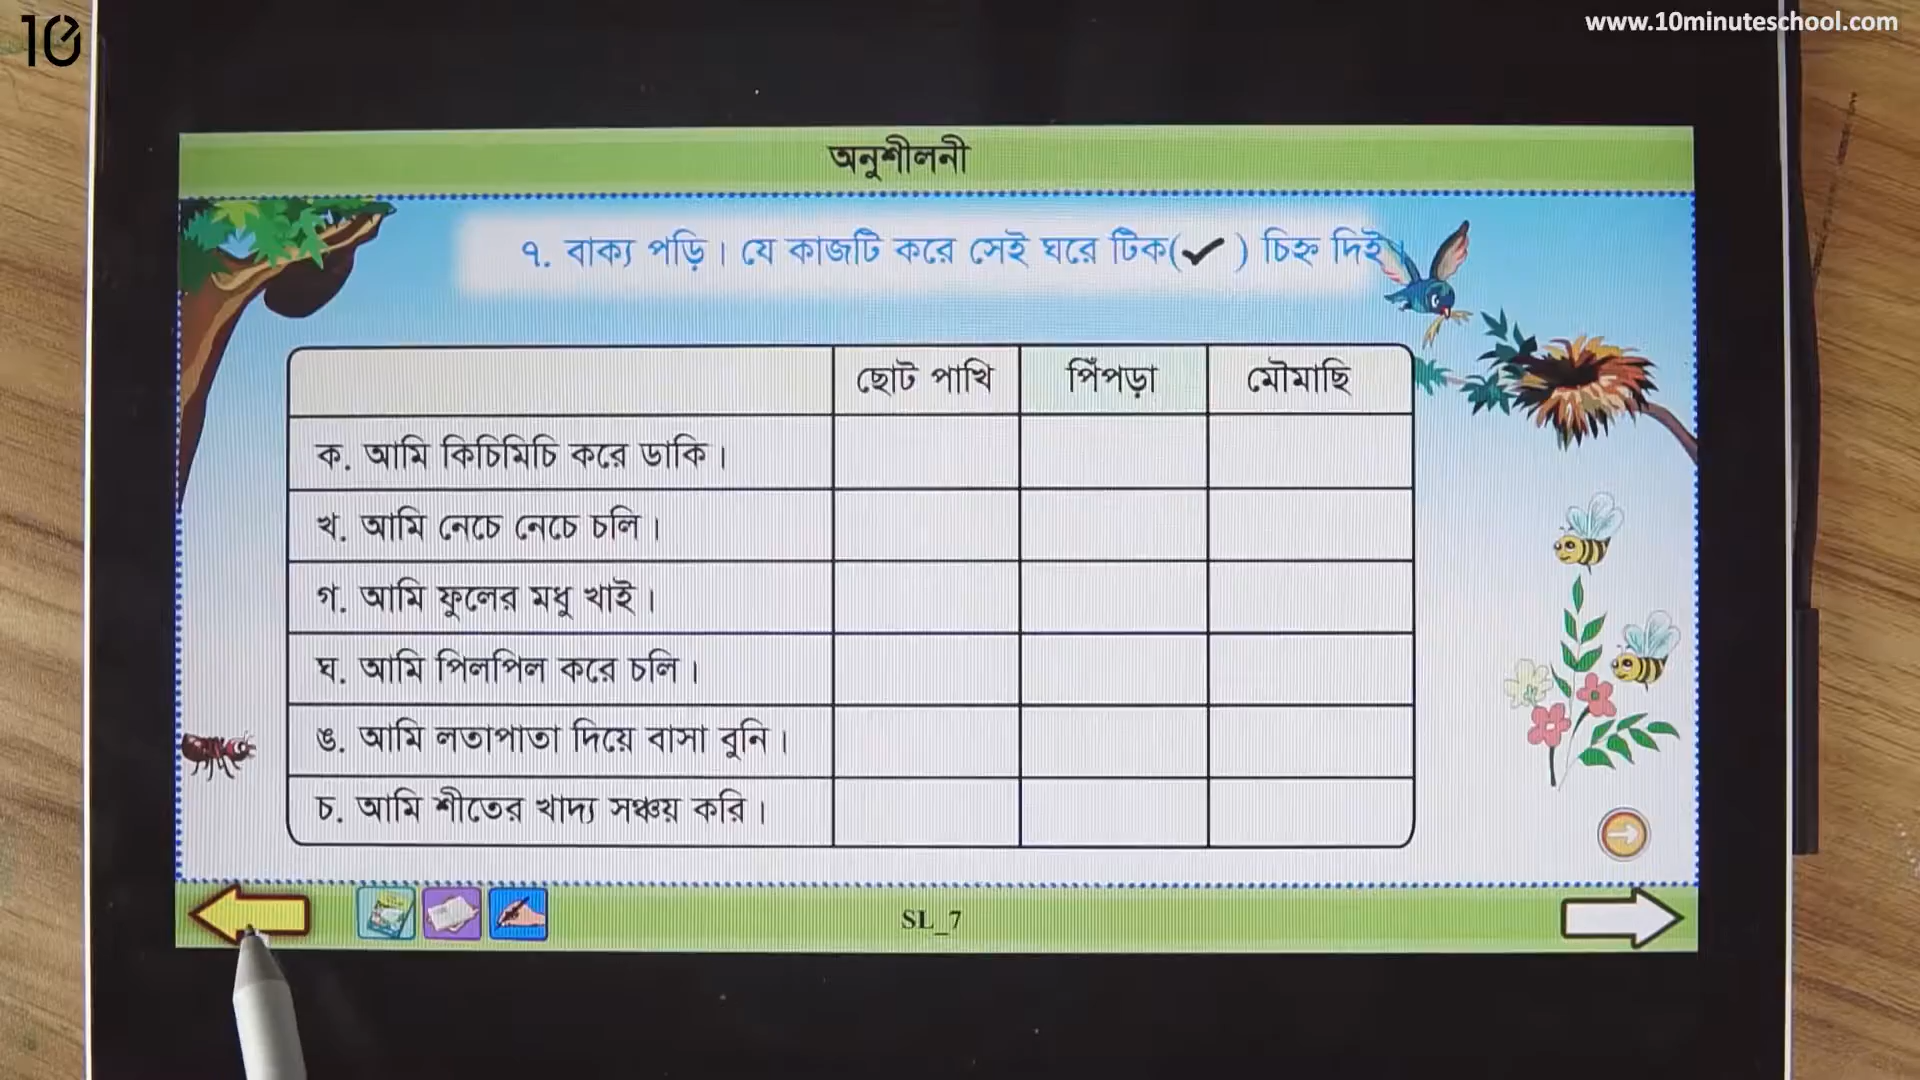 10
www.10minuteschool.com
অনুশীলনী
৭. বাক্য পড়ি। যে কাজটি করে সেই ঘরে টিক(✓) চিহ্ন দিই।
ছোট পাখি পিঁপড়া মৌমাছি
ক. আমি কিচিমিচি করে ডাকি।
খ. আমি নেচে নেচে চলি।
গ. আমি ফুলের মধু খাই।
ঘ. আমি পিলপিল করে চলি।
ঙ. আমি লতাপাতা দিয়ে বাসা বুনি।
চ. আমি শীতের খাদ্য সঞ্চয় করি।
SL_7